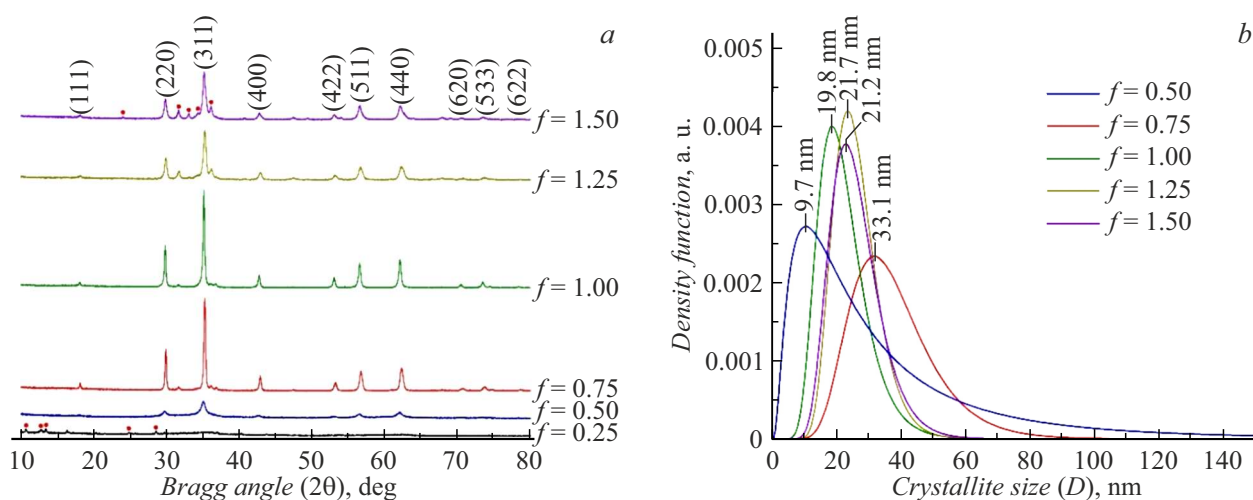 a
(111)
(220)
(311)
(400)
(422)
(511)
(440)
(620)
(533)
(622)
f = 1.50
f = 1.25
f = 1.00
f = 0.75
f = 0.50
f = 0.25
10 20 30 40 50 60 70 80
Bragg angle (2θ), deg
b
Density function, a. u.
0.005
0.004
0.003
0.002
0.001
0
9.7 nm
19.8 nm
21.7 nm
21.2 nm
33.1 nm
f = 0.50
f = 0.75
f = 1.00
f = 1.25
f = 1.50
0 20 40 60 80 100 120 140
Crystallite size (D), nm